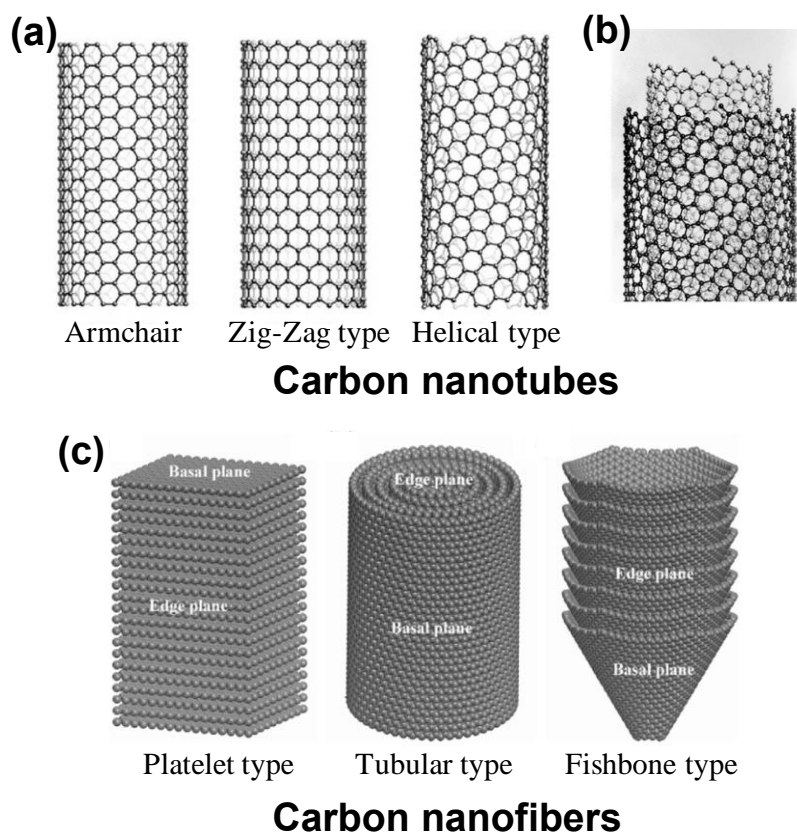 (a)
(b)
Armchair
Zig-Zag type
Helical type
Carbon nanotubes
(c)
Basal plane
Edge plane
Edge plane
Basal plane
Edge plane
Basal plane
Platelet type
Tubular type
Fishbone type
Carbon nanofibers